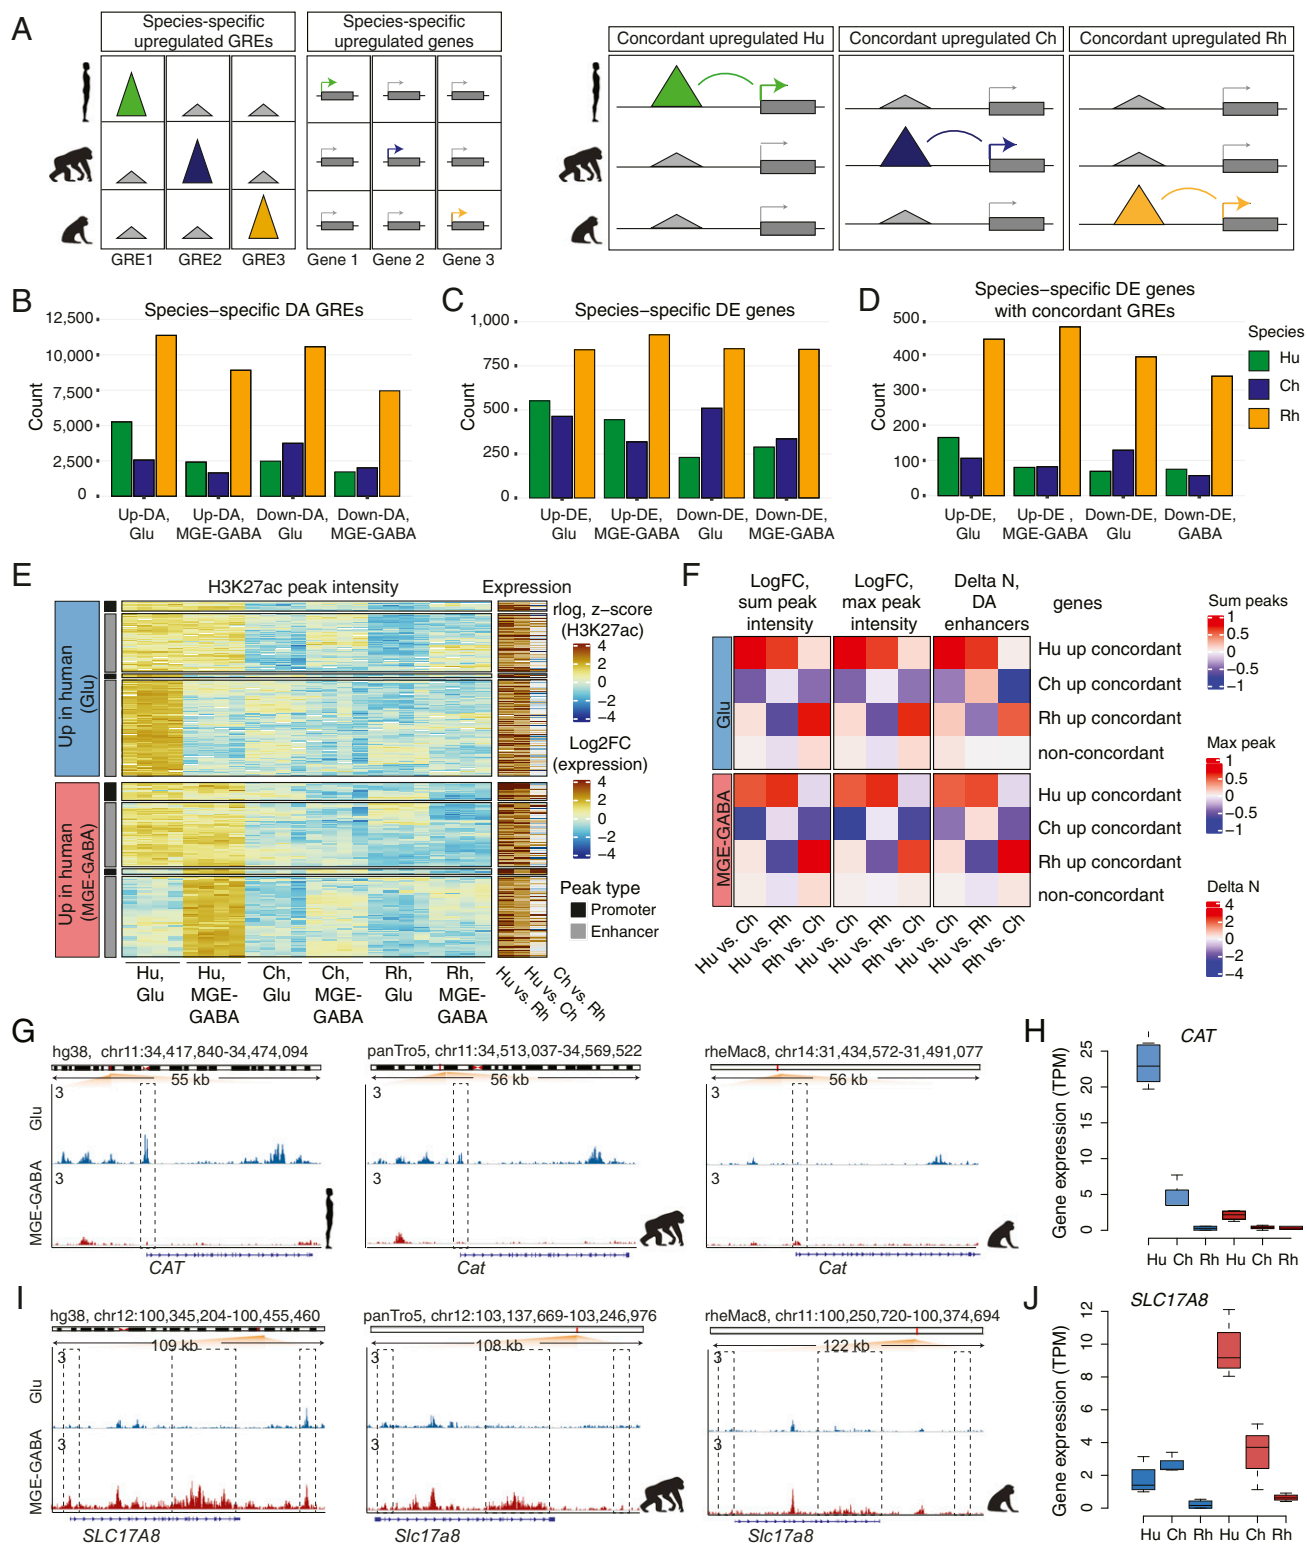 A
Species-specific
upregulated GREs
Species-specific
upregulated genes
Concordant upregulated Hu
Concordant upregulated Ch
Concordant upregulated Rh
GRE1
GRE2
GRE3
Gene 1
Gene 2
Gene 3
B
Species−specific DA GREs
12,500
10,000
7,500
5,000
2,500
0
Count
Up-DA,
Glu
Up-DA,
MGE-GABA
Down-DA,
Glu
Down-DA,
MGE-GABA
C
Species−specific DE genes
1,000
750
500
250
0
Count
Up-DE,
Glu
Up-DE,
MGE-GABA
Down-DE,
Glu
Down-DE,
MGE-GABA
D
Species−specific DE genes
with concordant GREs
500
400
300
200
100
0
Count
Up-DE,
Glu
Up-DE ,
MGE-GABA
Down-DE,
Glu
Down-DE,
GABA
Species
Hu
Ch
Rh
E
H3K27ac peak intensity
Expression
Up in human
(Glu)
Up in human
(MGE-GABA)
rlog, z-score
(H3K27ac)
4
2
0
−2
−4
Log2FC
(expression)
4
2
0
−2
−4
Peak type
Promoter
Enhancer
Hu,
Glu
Hu,
MGE-
GABA
Ch,
Glu
Ch,
MGE-
GABA
Rh,
Glu
Rh,
MGE-
GABA
Hu vs. Rh
Hu vs. Ch
Ch vs. Rh
F
LogFC,
sum peak
intensity
LogFC,
max peak
intensity
Delta N,
DA
enhancers
genes
Glu
Hu up concordant
Ch up concordant
Rh up concordant
non-concordant
MGE-GABA
Hu up concordant
Ch up concordant
Rh up concordant
non-concordant
Hu vs. Ch
Hu vs. Rh
Rh vs. Ch
Hu vs. Ch
Hu vs. Rh
Rh vs. Ch
Hu vs. Ch
Hu vs. Rh
Rh vs. Ch
Sum peaks
1
0.5
0
−0.5
−1
Max peak
1
0.5
0
−0.5
−1
Delta N
4
2
0
−2
−4
G
hg38, chr11:34,417,840-34,474,094
55 kb
3
Glu
3
MGE-GABA
CAT
panTro5, chr11:34,513,037-34,569,522
56 kb
3
3
Cat
rheMac8, chr14:31,434,572-31,491,077
56 kb
3
3
Cat
H
CAT
Gene expression (TPM)
25
20
15
10
5
0
Hu
Ch
Rh
Hu
Ch
Rh
I
hg38, chr12:100,345,204-100,455,460
109 kb
3
Glu
3
MGE-GABA
SLC17A8
panTro5, chr12:103,137,669-103,246,976
108 kb
3
3
Slc17a8
rheMac8, chr11:100,250,720-100,374,694
122 kb
3
3
Slc17a8
J
SLC17A8
Gene expression (TPM)
12
10
8
6
4
2
0
Hu
Ch
Rh
Hu
Ch
Rh